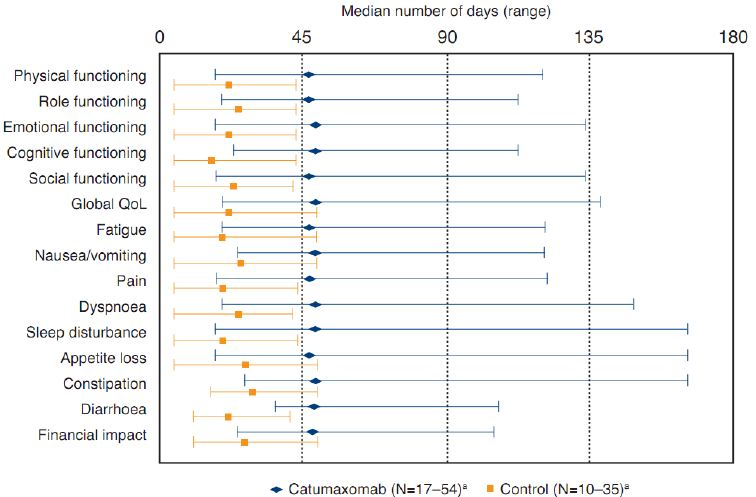 Median number of days (range)
0 45 90 135 180
Physical functioning
Role functioning
Emotional functioning
Cognitive functioning
Social functioning
Global QoL
Fatigue
Nausea/vomiting
Pain
Dyspnoea
Sleep disturbance
Appetite loss
Constipation
Diarrhoea
Financial impact
Catumaxomab (N=17–54)ᵃ Control (N=10–35)ᵃ